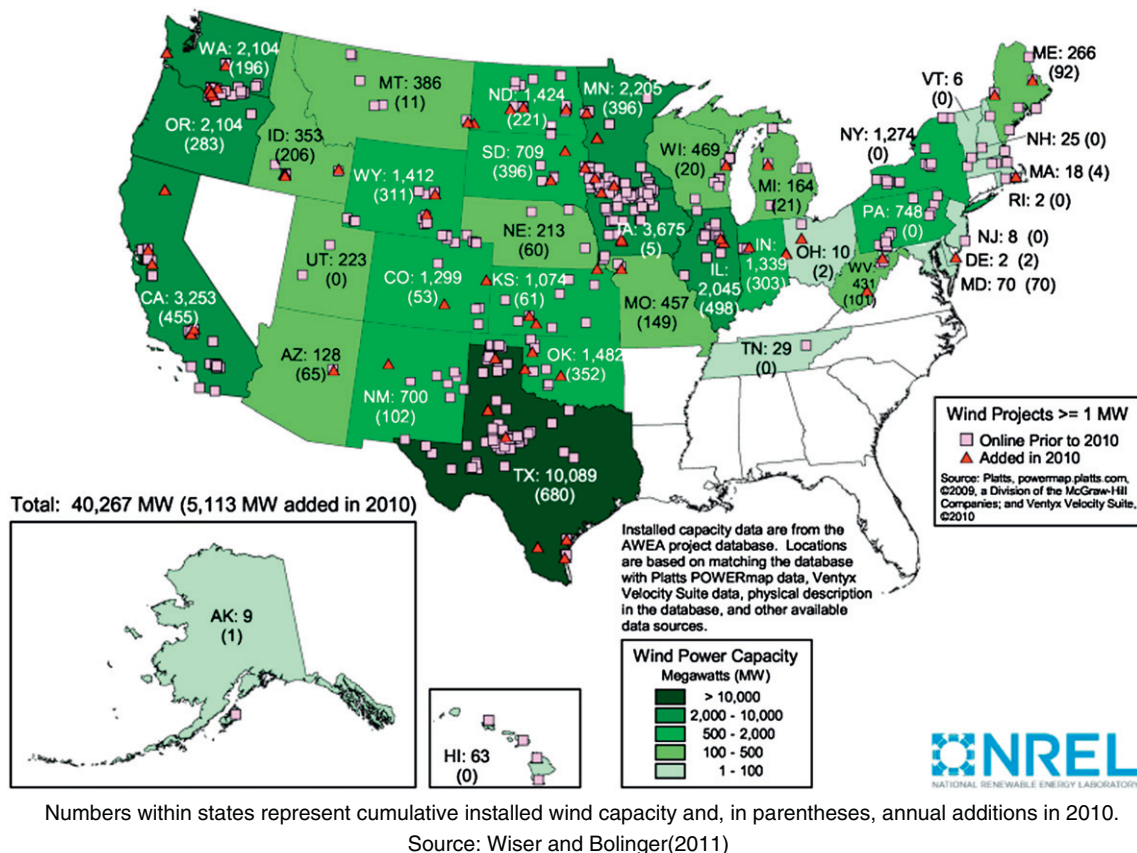 WA: 2,104
(196)
MT: 386
(11)
ND: 1,424
(221)
MN: 2,205
(396)
ME: 266
(92)
VT: 6
(0)
OR: 2,104
(283)
ID: 353
(206)
SD: 709
(396)
WI: 469
(20)
NY: 1,274
(0)
NH: 25 (0)
WY: 1,412
(311)
MI: 164
(21)
MA: 18 (4)
RI: 2 (0)
NE: 213
(60)
IA: 3,675
(5)
PA: 748
(0)
NJ: 8 (0)
UT: 223
(0)
CO: 1,299
(53)
KS: 1,074
(61)
IL:
2,045
(498)
IN:
1,339
(303)
OH: 10
(2)
WV:
431
(101)
DE: 2 (2)
MD: 70 (70)
CA: 3,253
(455)
MO: 457
(149)
AZ: 128
(65)
NM: 700
(102)
OK: 1,482
(352)
TN: 29
(0)
TX: 10,089
(680)
Wind Projects >= 1 MW
Online Prior to 2010
Added in 2010
Source: Platts, powermap.platts.com,
©2009, a Division of the McGraw-Hill
Companies; and Ventyx Velocity Suite,
©2010
Total: 40,267 MW (5,113 MW added in 2010)
Installed capacity data are from the
AWEA project database. Locations
are based on matching the database
with Platts POWERmap data, Ventyx
Velocity Suite data, physical description
in the database, and other available
data sources.
AK: 9
(1)
HI: 63
(0)
Wind Power Capacity
Megawatts (MW)
> 10,000
2,000 - 10,000
500 - 2,000
100 - 500
1 - 100
NREL
NATIONAL RENEWABLE ENERGY LABORATORY
Numbers within states represent cumulative installed wind capacity and, in parentheses, annual additions in 2010.
Source: Wiser and Bolinger(2011)